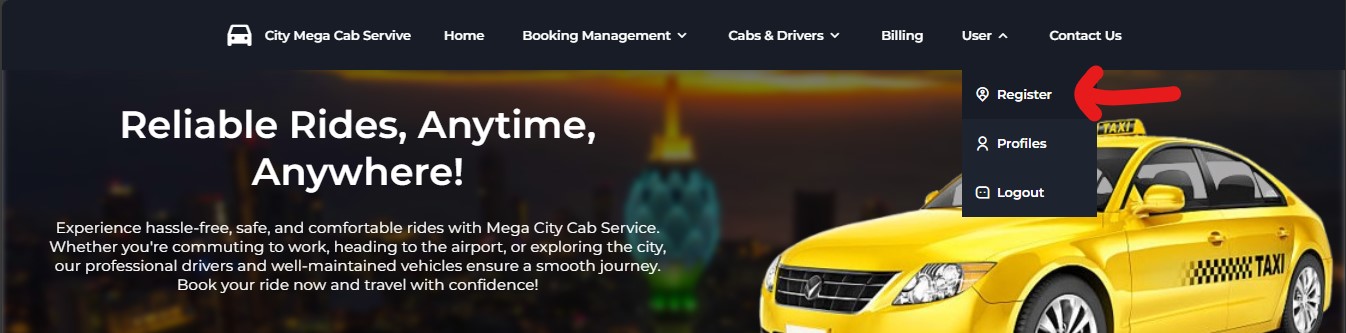 City Mega Cab Servive Home Booking Management Cabs & Drivers Billing User Contact Us
Register
Profiles
Logout
Reliable Rides, Anytime,
Anywhere!
Experience hassle-free, safe, and comfortable rides with Mega City Cab Service.
Whether you're commuting to work, heading to the airport, or exploring the city,
our professional drivers and well-maintained vehicles ensure a smooth journey.
Book your ride now and travel with confidence!
TAXI
TAXI